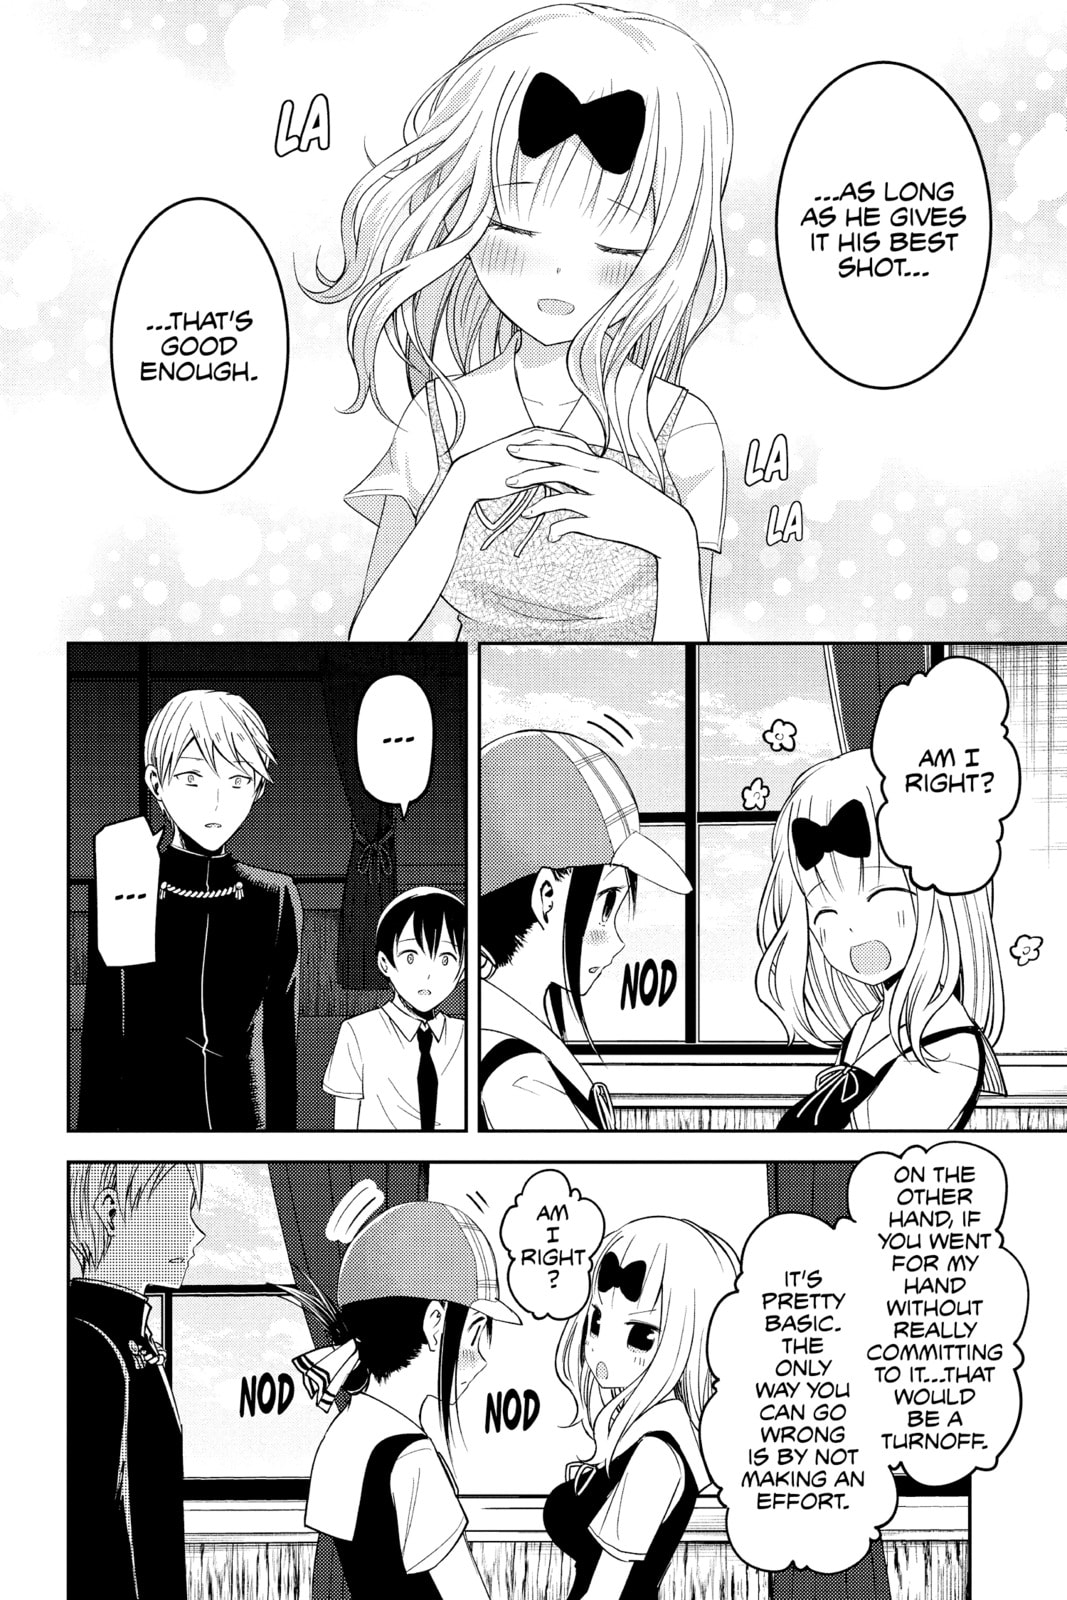 ...AS LONG
AS HE GIVES
IT HIS BEST
SHOT...
LA
...THAT'S
GOOD
ENOUGH.
LA
LA
AM I
RIGHT?
NOD
...
...
ON THE
OTHER
HAND, IF
YOU WENT
FOR MY
HAND
WITHOUT
REALLY
COMMITTING
TO IT...THAT
WOULD
BE A
TURNOFF.
IT'S
PRETTY
BASIC.
THE
ONLY
WAY YOU
CAN GO
WRONG
IS BY NOT
MAKING AN
EFFORT.
AM
I
RIGHT
?
NOD
NOD